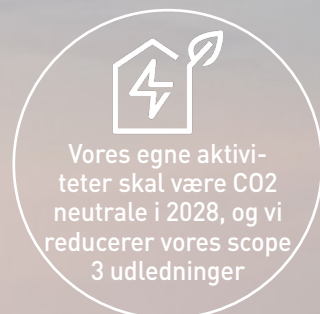 Vores egne aktivi-
teter skal være CO2
neutrale i 2028, og vi
reducerer vores scope
3 udledninger